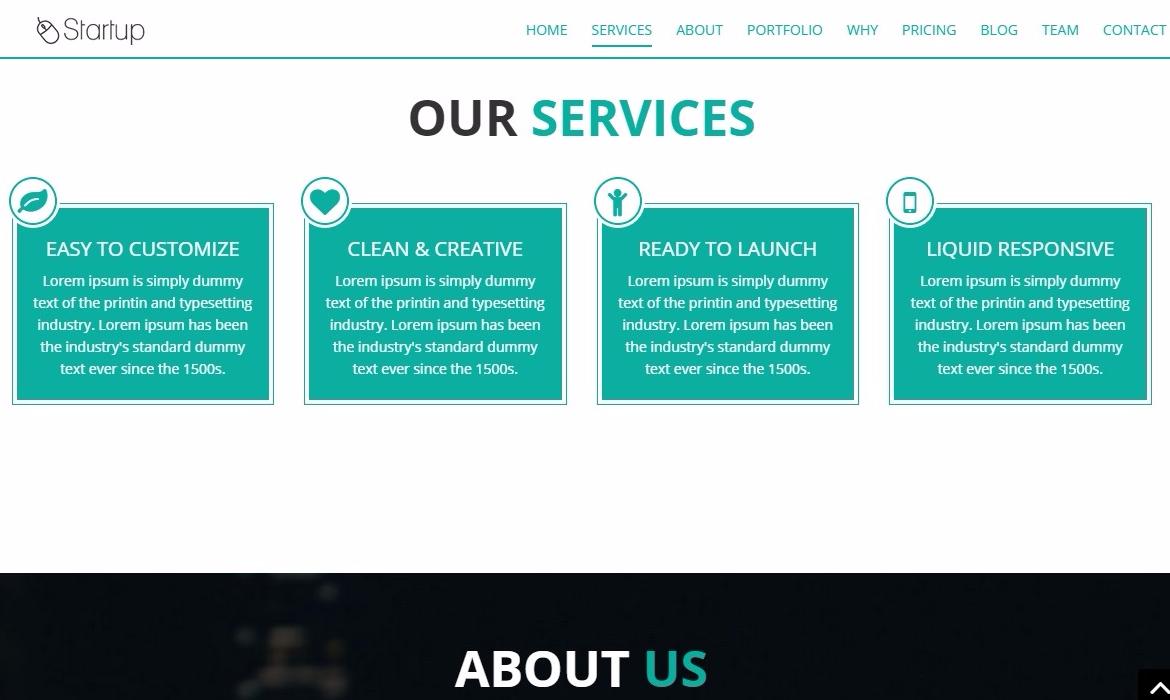 Startup
HOME SERVICES ABOUT PORTFOLIO WHY PRICING BLOG TEAM CONTACT
OUR SERVICES
EASY TO CUSTOMIZE
Lorem ipsum is simply dummy
text of the printin and typesetting
industry. Lorem ipsum has been
the industry's standard dummy
text ever since the 1500s.
CLEAN & CREATIVE
Lorem ipsum is simply dummy
text of the printin and typesetting
industry. Lorem ipsum has been
the industry's standard dummy
text ever since the 1500s.
READY TO LAUNCH
Lorem ipsum is simply dummy
text of the printin and typesetting
industry. Lorem ipsum has been
the industry's standard dummy
text ever since the 1500s.
LIQUID RESPONSIVE
Lorem ipsum is simply dummy
text of the printin and typesetting
industry. Lorem ipsum has been
the industry's standard dummy
text ever since the 1500s.
ABOUT US